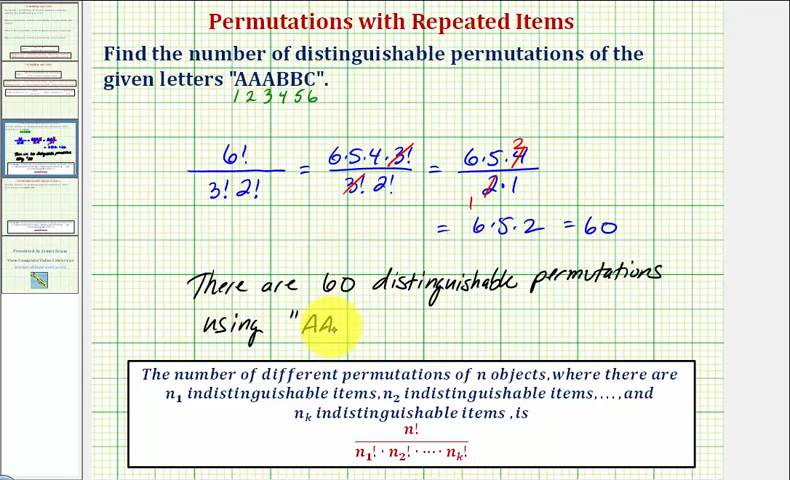 Permutations with Repeated Items
Find the number of distinguishable permutations of the
given letters "AAABBC".
1 2 3 4 5 6
6! / 3! 2! = 6·5·4·3! / 3! 2! = 6·5·4 / 2·1
2
1
= 6·5·2 = 60
There are 60 distinguishable permutations
using "AA
The number of different permutations of n objects, where there are
n₁ indistinguishable items, n₂ indistinguishable items, ... , and
nₖ indistinguishable items , is
n!
n₁! · n₂! · ⋯ · nₖ!